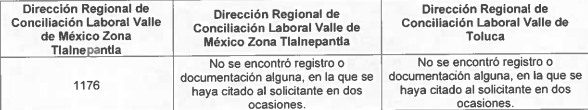 Dirección Regional de
Conciliación Laboral Valle
de México Zona
Tlalnepantla
Dirección Regional de
Conciliación Laboral Valle de
México Zona Tlalnepantla
Dirección Regional de
Conciliación Laboral Valle de
Toluca
1176
No se encontró registro o
documentación alguna, en la que se
haya citado al solicitante en dos
ocasiones.
No se encontró registro o
documentación alguna, en la que se
haya citado al solicitante en dos
ocasiones.